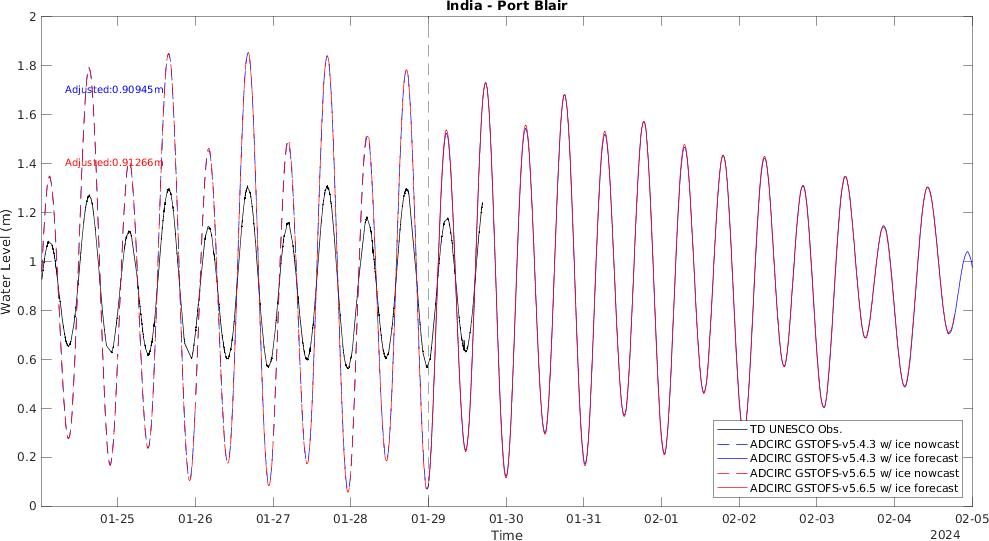 India - Port Blair
2
1.8
1.6
1.4
1.2
1
0.8
0.6
0.4
0.2
0
Water Level (m)
Adjusted:0.90945m
Adjusted:0.91266m
TD UNESCO Obs.
ADCIRC GSTOFS-v5.4.3 w/ ice nowcast
ADCIRC GSTOFS-v5.4.3 w/ ice forecast
ADCIRC GSTOFS-v5.6.5 w/ ice nowcast
ADCIRC GSTOFS-v5.6.5 w/ ice forecast
01-25 01-26 01-27 01-28 01-29 01-30 01-31 02-01 02-02 02-03 02-04 02-05
Time
2024